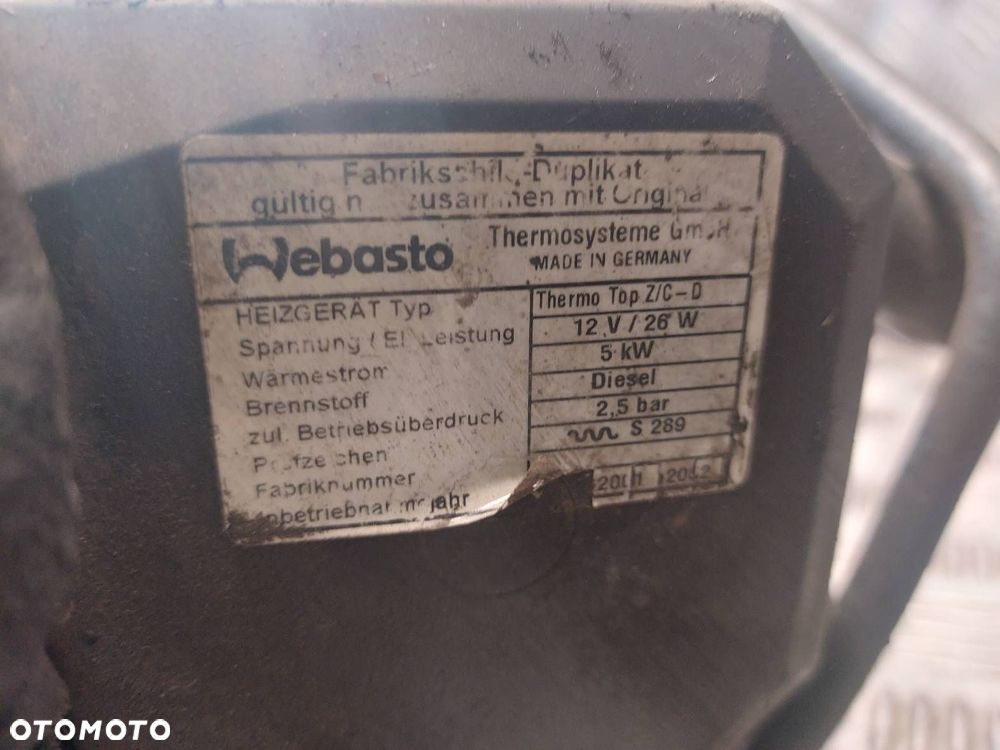 Fabrikschild-Duplikat
gültig n zusammen mit Original
Webasto
Thermosysteme GmbH
MADE IN GERMANY
HEIZGERÄT Typ Thermo Top Z/C-D
Spannung / El. Leistung 12 V / 26 W
Wärmestrom 5 kW
Brennstoff Diesel
zul. Betriebsüberdruck 2,5 bar
Prüfzeichen S 289
Fabriknummer
Inbetriebnahmejahr 2001 2002
OTOMOTO